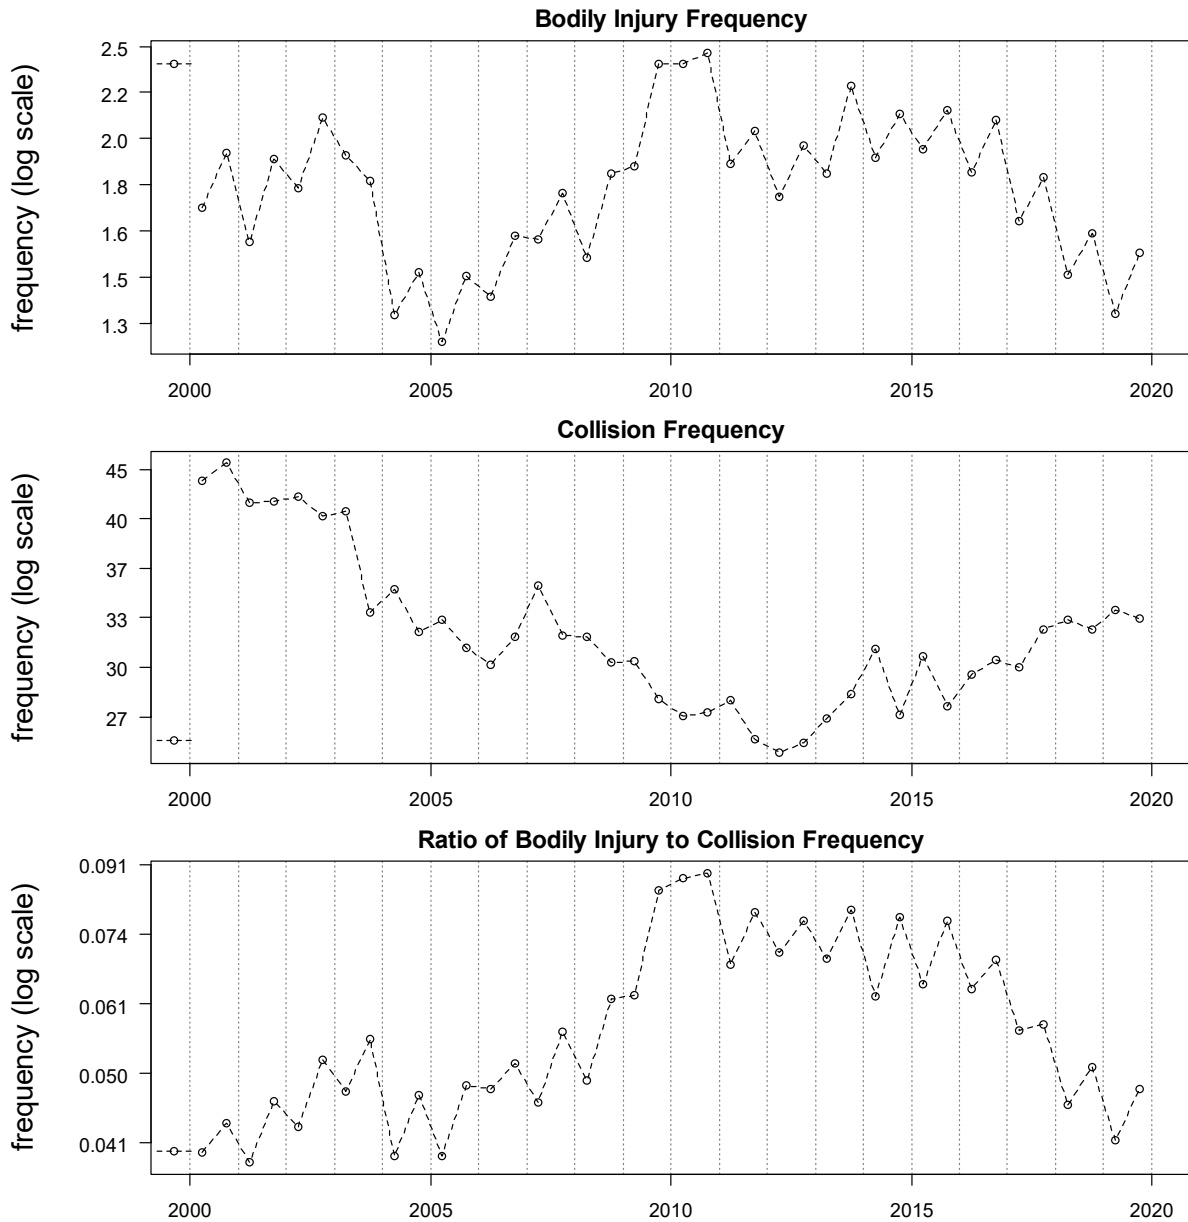 Bodily Injury Frequency
frequency (log scale)
2.5
2.2
2.0
1.8
1.6
1.5
1.3
2000 2005 2010 2015 2020
Collision Frequency
frequency (log scale)
45
40
37
33
30
27
2000 2005 2010 2015 2020
Ratio of Bodily Injury to Collision Frequency
frequency (log scale)
0.091
0.074
0.061
0.050
0.041
2000 2005 2010 2015 2020